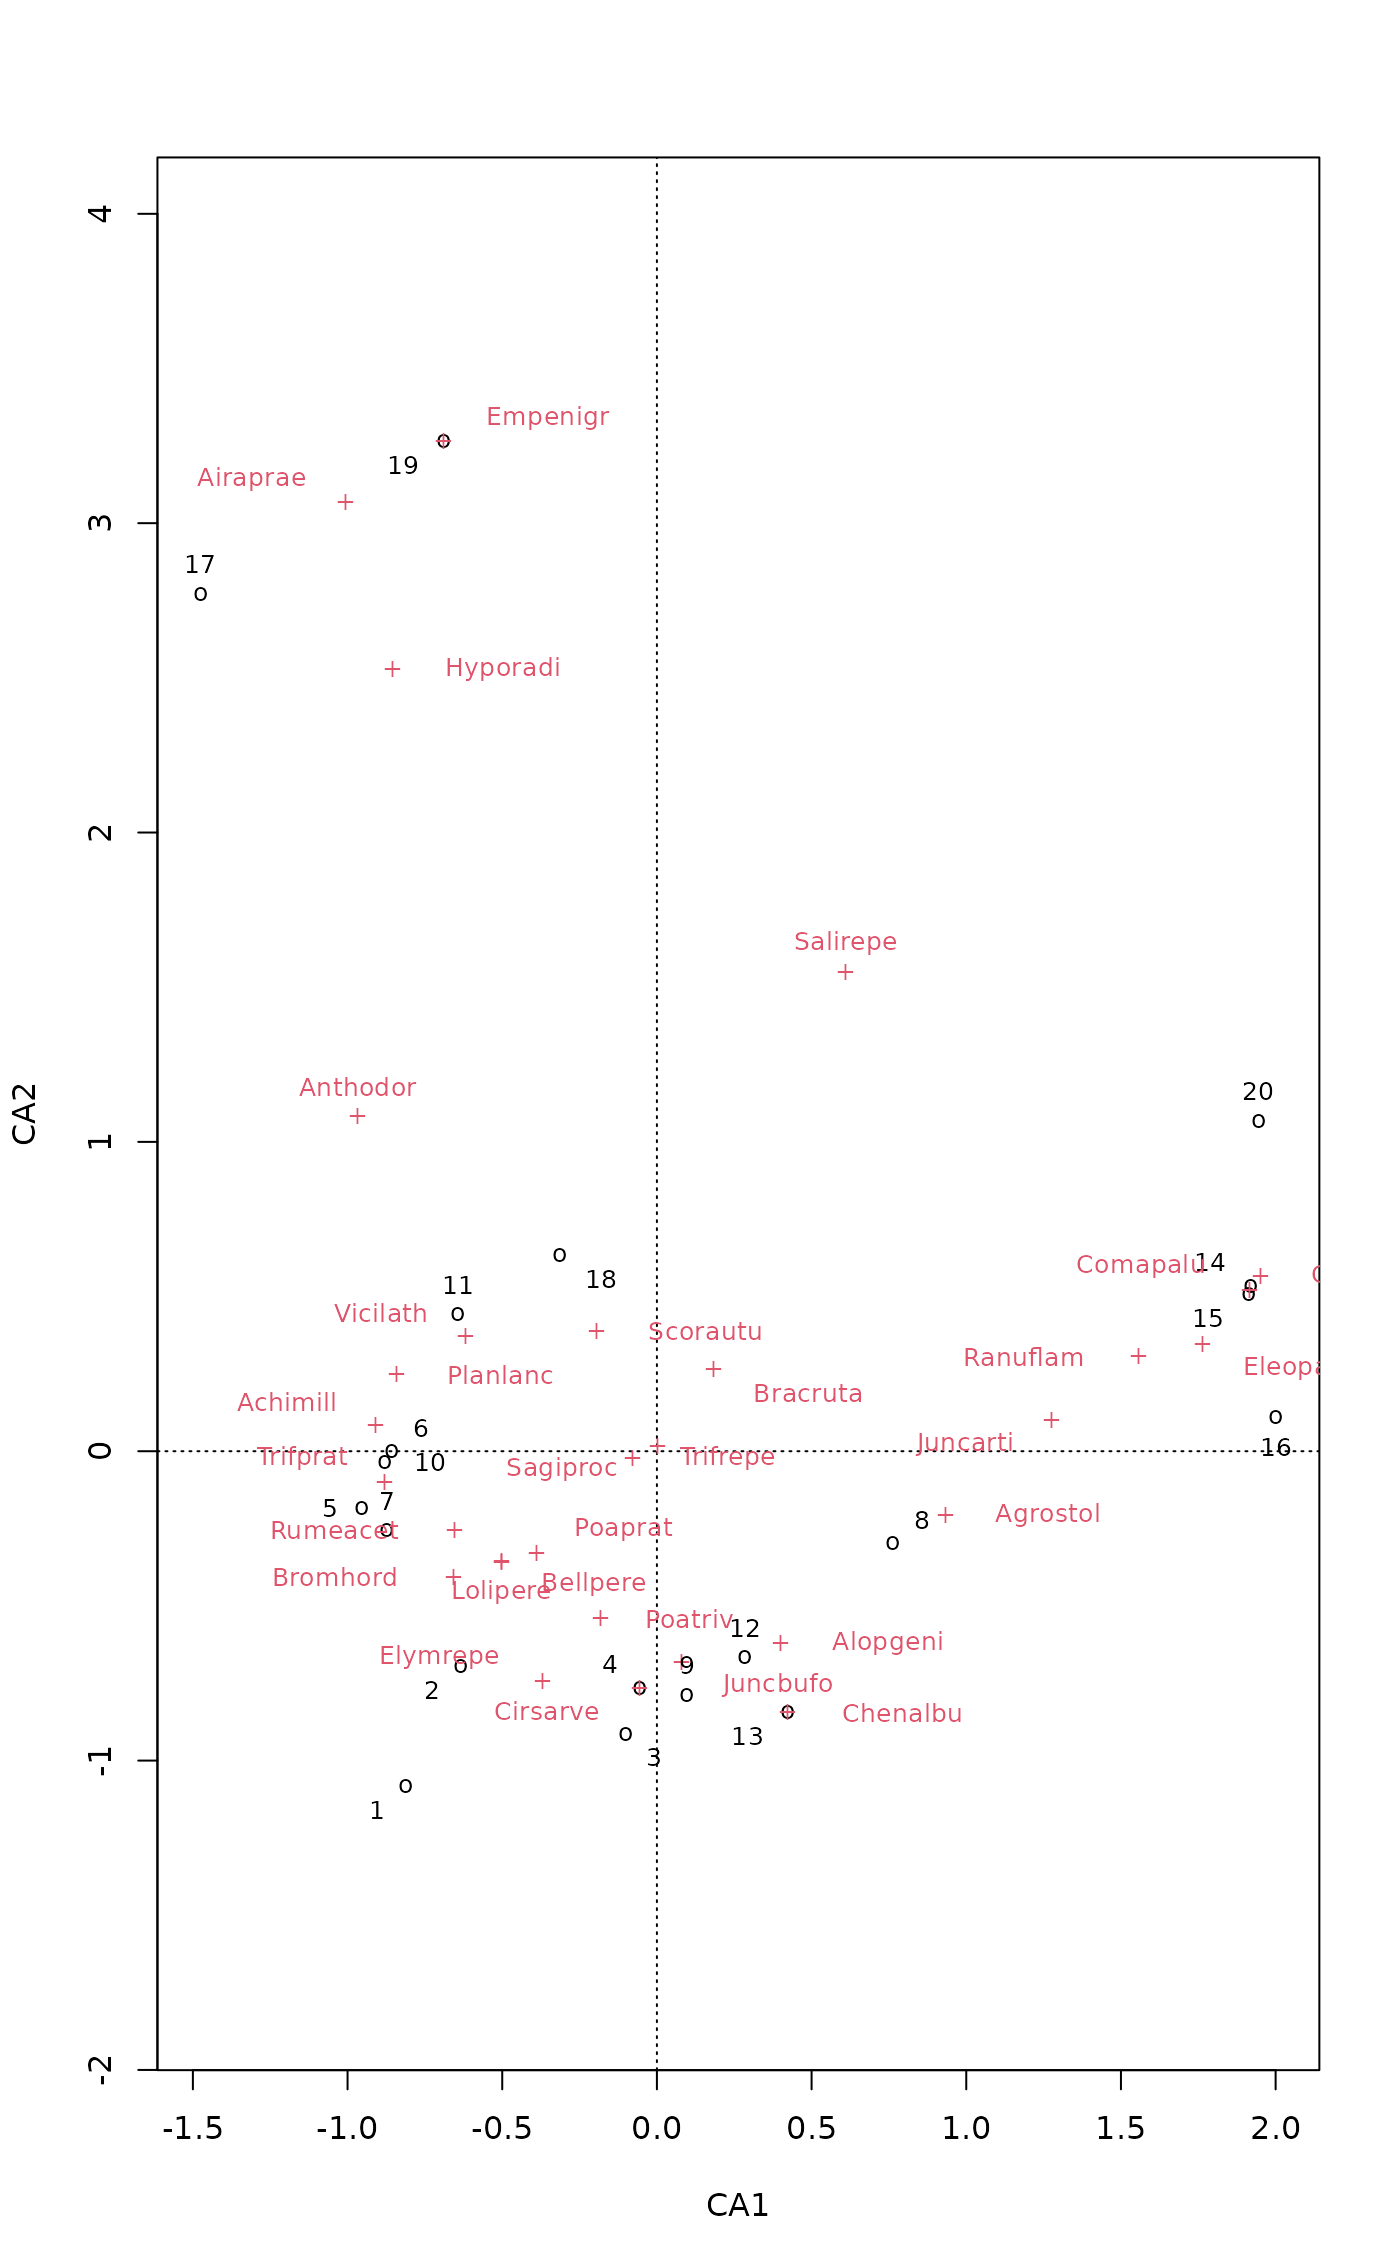 4
Empenigr
19
Airaprae
3
17
Hyporadi
2
Salirepe
Anthodor
20
CA2
1
14
Comapalu
18
11
Vicilath
15
Scorautu
Ranuflam
Eleopa
Planlanc
Bracruta
Achimill
6
Juncarti
16
0
Trifprat
10
Sagiproc
Trifrepe
5
7
Agrostol
8
Rumeacet
Poaprat
Bromhord
Bellpere
Lolipere
Poatriv
12
Alopgeni
Elymrepe
4
9
2
Juncbufo
Cirsarve
Chenalbu
13
3
-1
1
-2
-1.5 -1.0 -0.5 0.0 0.5 1.0 1.5 2.0
CA1